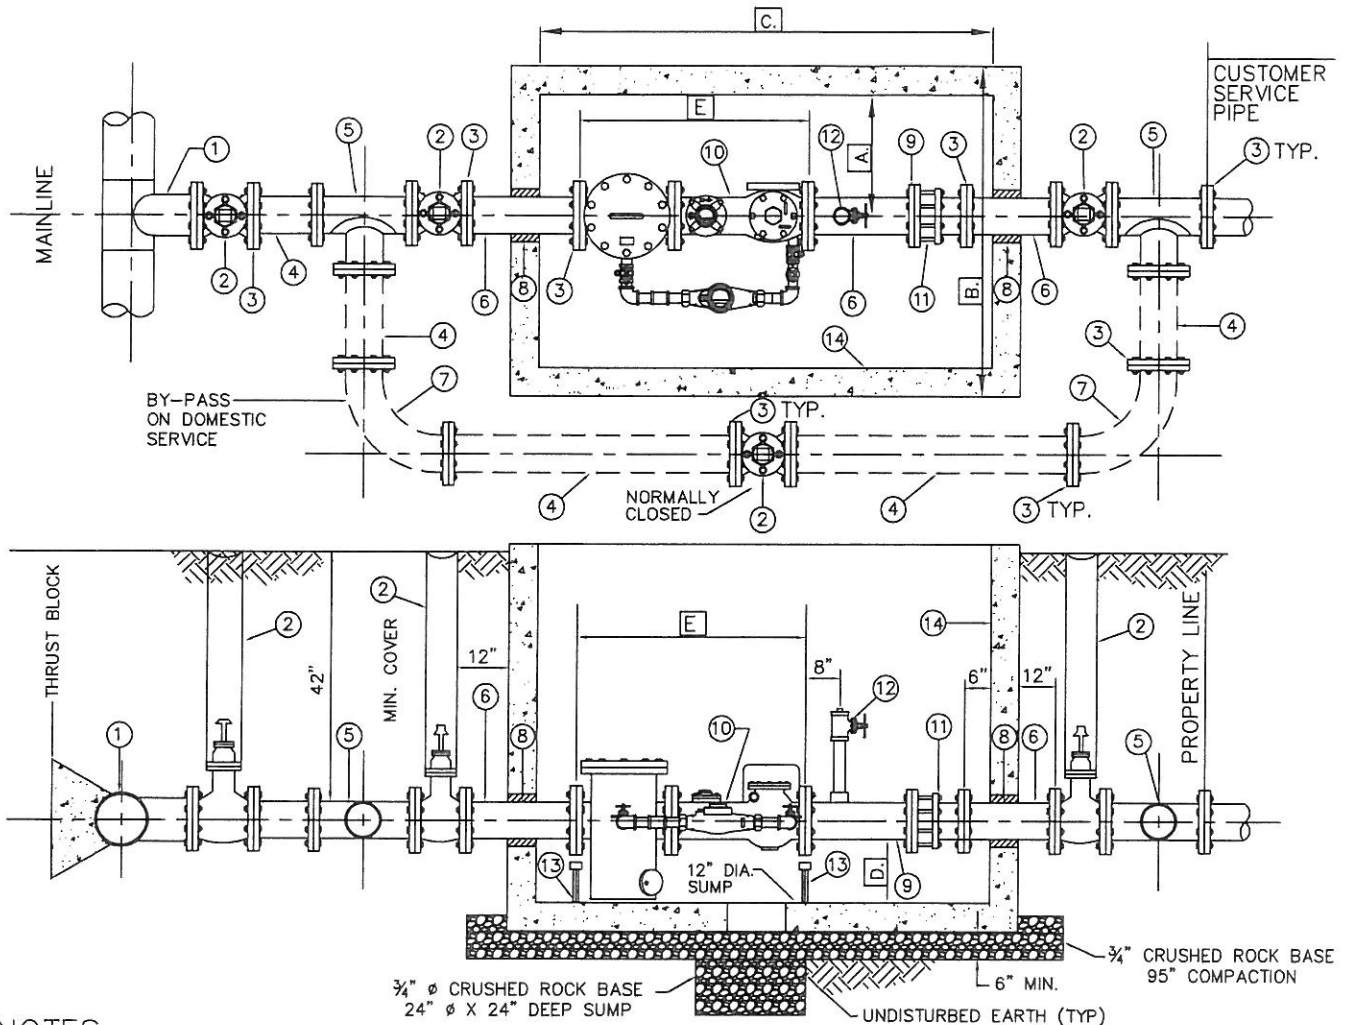 C.
CUSTOMER
SERVICE
PIPE
MAINLINE
1
5
2
3
E
10
12
A.
9
3
2
5
3 TYP.
2
3
4
6
8
3
6
11
B.
8
6
4
4
3
14
7
7
BY-PASS
ON DOMESTIC
SERVICE
3 TYP.
4
NORMALLY
CLOSED
2
4
3 TYP.
THRUST BLOCK
2
42"
MIN. COVER
2
12"
E
14
2
PROPERTY LINE
8"
6"
12"
6
12
1
5
8
10
11
8
6
5
13
12" DIA.
SUMP
13
D.
9
¾" CRUSHED ROCK BASE
95" COMPACTION
6" MIN.
¾" ø CRUSHED ROCK BASE
24" ø X 24" DEEP SUMP
UNDISTURBED EARTH (TYP)
NOTES